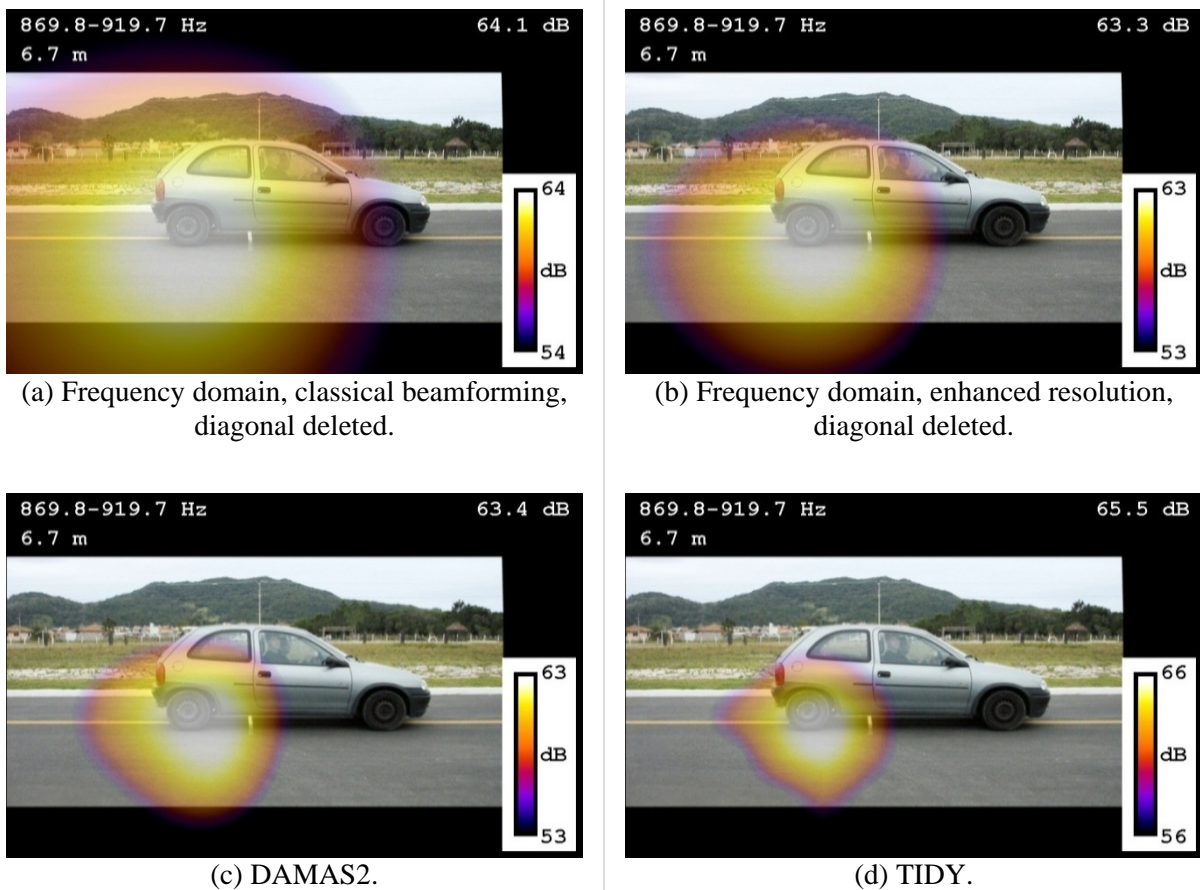 869.8-919.7 Hz 64.1 dB
6.7 m
64
dB
54
(a) Frequency domain, classical beamforming,
diagonal deleted.
869.8-919.7 Hz 63.3 dB
6.7 m
63
dB
53
(b) Frequency domain, enhanced resolution,
diagonal deleted.
869.8-919.7 Hz 63.4 dB
6.7 m
63
dB
53
(c) DAMAS2.
869.8-919.7 Hz 65.5 dB
6.7 m
66
dB
56
(d) TIDY.